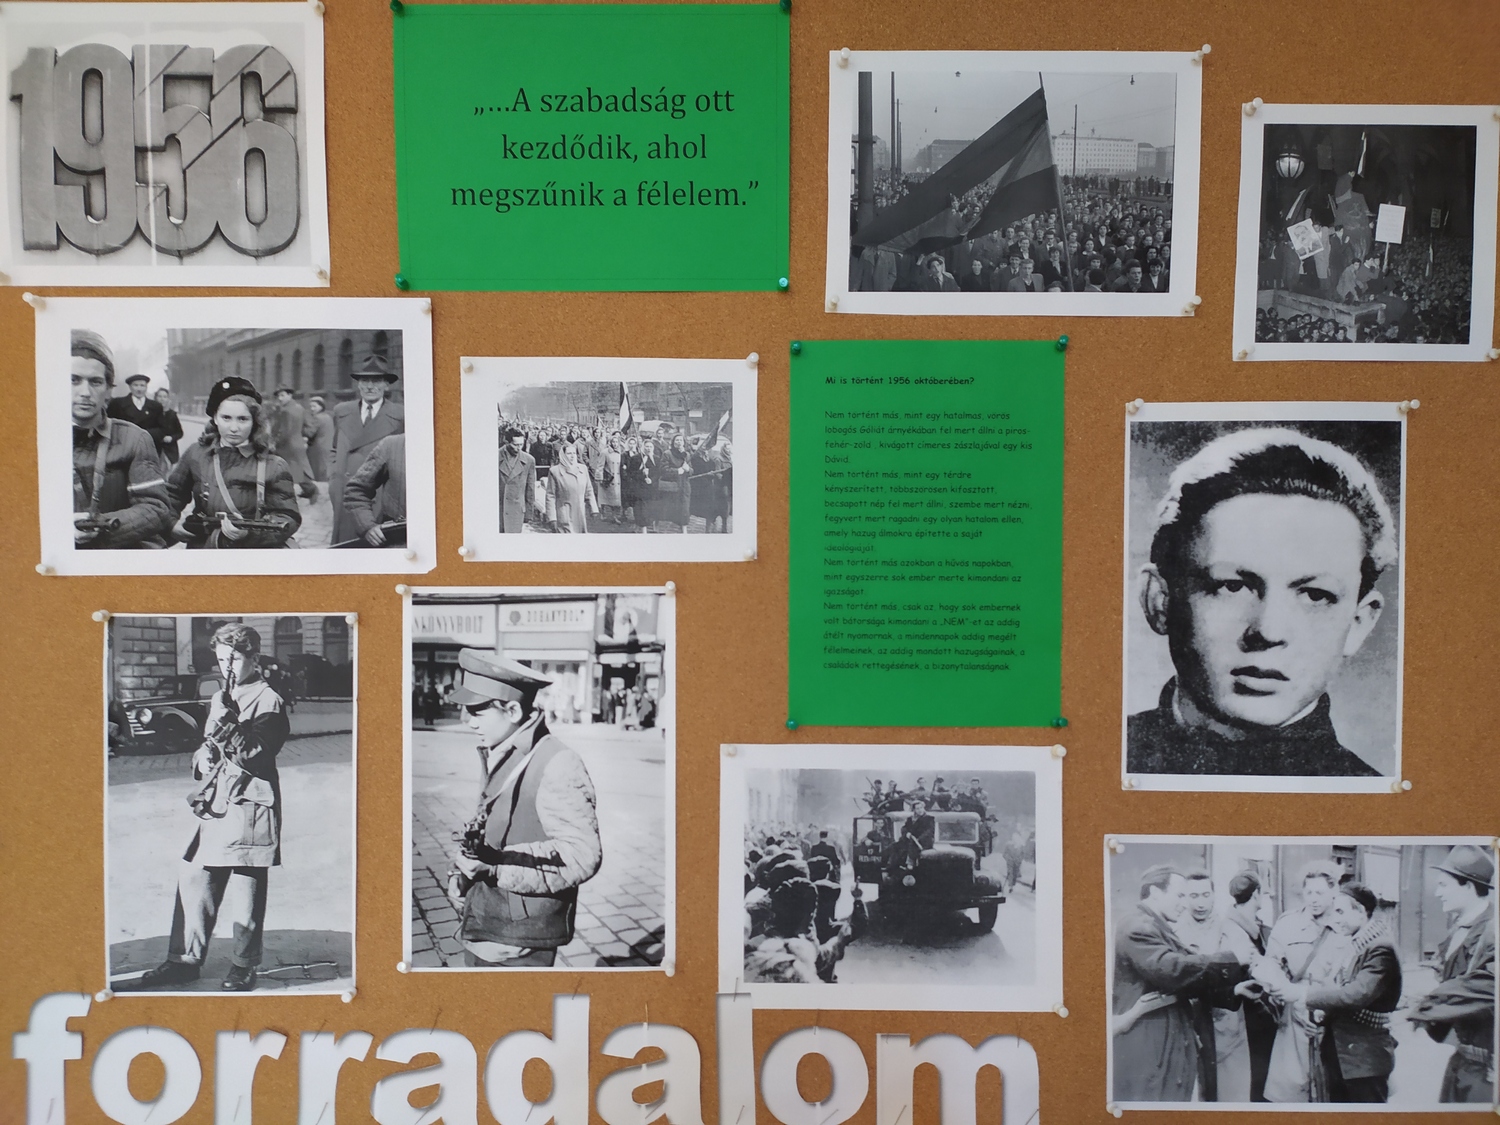 1956
„...A szabadság ott
kezdődik, ahol
megszűnik a félelem.”
Mi is történt 1956 októberében?
Nem történt más, mint egy hatalmas, vörös
lobogós Góliát árnyékában fel mert állni a piros-
fehér-zöld „kivágott címeres zászlajával egy kis
Dávid.
Nem történt más, mint egy térdre
kényszerített, többszörösen kifosztott,
becsapott nép fel mert állni, szembe mert nézni,
fegyvert mert ragadni egy olyan hatalom ellen,
amely hazug álmokra építette a saját
ideológiáját.
Nem történt más azokban a hűvös napokban,
mint egyszerre sok ember merte kimondani az
igazságot.
Nem történt más, csak az, hogy sok embernek
volt bátorsága kimondani a „NEM”-et az addig
átélt nyomornak, a mindennapok addig megélt
félelmeinek, az addig mondott hazugságainak, a
családok rettegésének, a bizonytalanságnak
NKÖNYVBOLT
DOHÁNYBOLT
forradalom